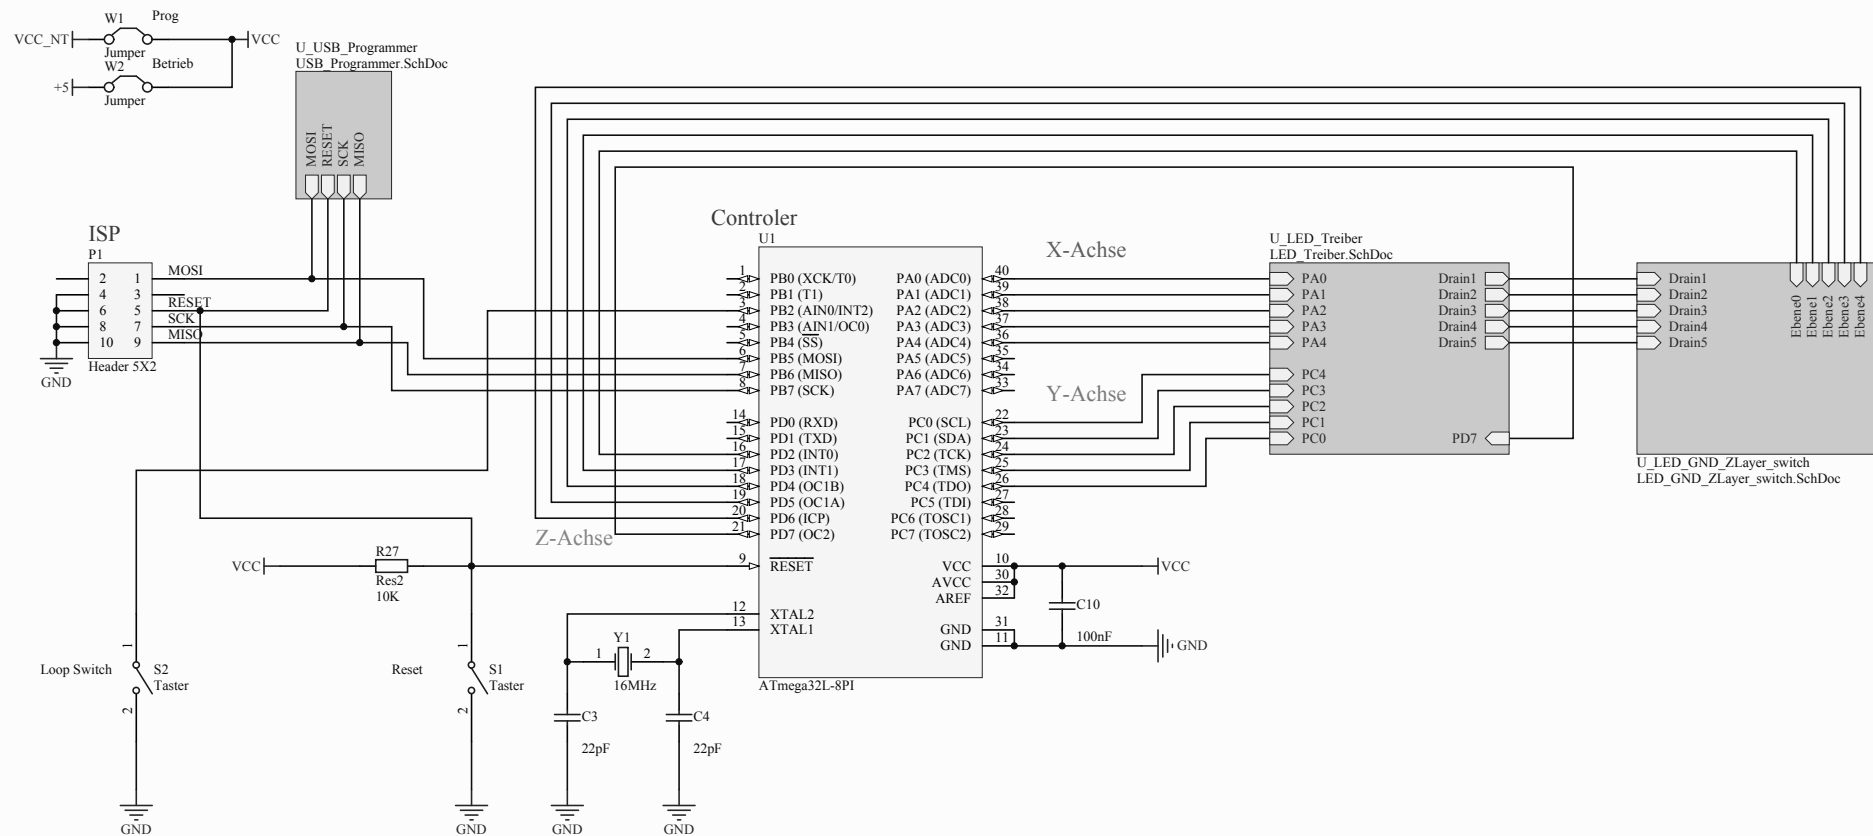 W1
Prog
VCC_NT
VCC
Jumper
W2
Betrieb
+5
Jumper
U_USB_Programmer
USB_Programmer.SchDoc
MOSI
RESET
SCK
MISO
ISP
P1
2 1 MOSI
4 3
6 5 RESET
8 7 SCK
10 9 MISO
Header 5X2
GND
Controler
U1
1 PB0 (XCK/T0)
2 PB1 (T1)
3 PB2 (AIN0/INT2)
4 PB3 (AIN1/OC0)
5 PB4 (SS)
6 PB5 (MOSI)
7 PB6 (MISO)
8 PB7 (SCK)
14 PD0 (RXD)
15 PD1 (TXD)
16 PD2 (INT0)
17 PD3 (INT1)
18 PD4 (OC1B)
19 PD5 (OC1A)
20 PD6 (ICP)
21 PD7 (OC2)
9 RESET
12 XTAL2
13 XTAL1
PA0 (ADC0) 40
PA1 (ADC1) 39
PA2 (ADC2) 38
PA3 (ADC3) 37
PA4 (ADC4) 36
PA5 (ADC5) 35
PA6 (ADC6) 34
PA7 (ADC7) 33
PC0 (SCL) 22
PC1 (SDA) 23
PC2 (TCK) 24
PC3 (TMS) 25
PC4 (TDO) 26
PC5 (TDI) 27
PC6 (TOSC1) 28
PC7 (TOSC2) 29
VCC 10
AVCC 30
AREF 32
GND 31
GND 11
ATmega32L-8PI
X-Achse
Y-Achse
Z-Achse
U_LED_Treiber
LED_Treiber.SchDoc
PA0 Drain1
PA1 Drain2
PA2 Drain3
PA3 Drain4
PA4 Drain5
PC4
PC3
PC2
PC1
PC0 PD7
Drain1
Drain2
Drain3
Drain4
Drain5
Ebene0
Ebene1
Ebene2
Ebene3
Ebene4
U_LED_GND_ZLayer_switch
LED_GND_ZLayer_switch.SchDoc
VCC
C10
100nF
GND
VCC
R27
Res2
10K
Loop Switch
1
S2
Taster
2
GND
Reset
1
S1
Taster
2
GND
Y1
1 2
16MHz
C3
22pF
GND
C4
22pF
GND